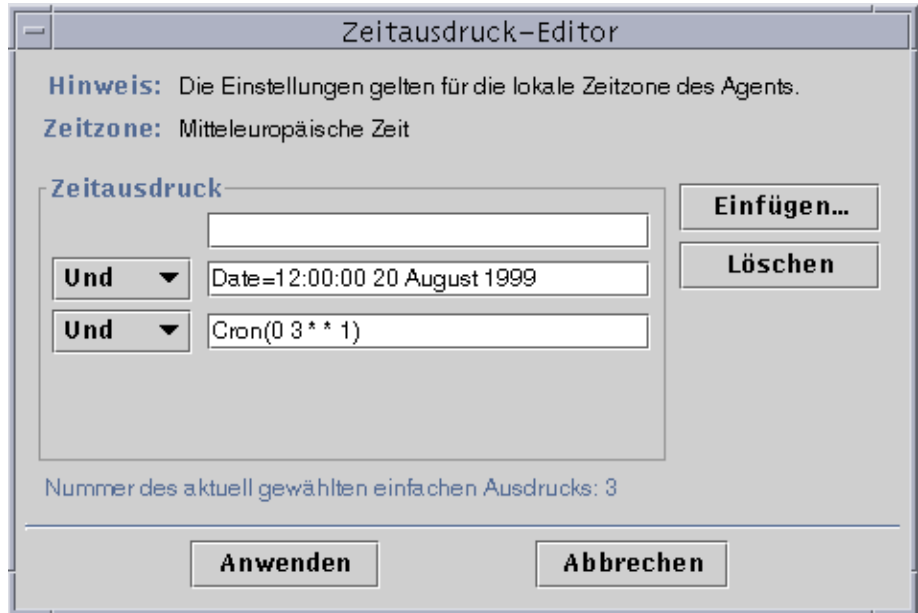 Zeitausdruck-Editor
Hinweis: Die Einstellungen gelten für die lokale Zeitzone des Agents.
Zeitzone: Mitteleuropäische Zeit
Zeitausdruck
Einfügen...
Und Date=12:00:00 20 August 1999
Löschen
Und Cron(0 3 * * 1)
Nummer des aktuell gewählten einfachen Ausdrucks: 3
Anwenden Abbrechen